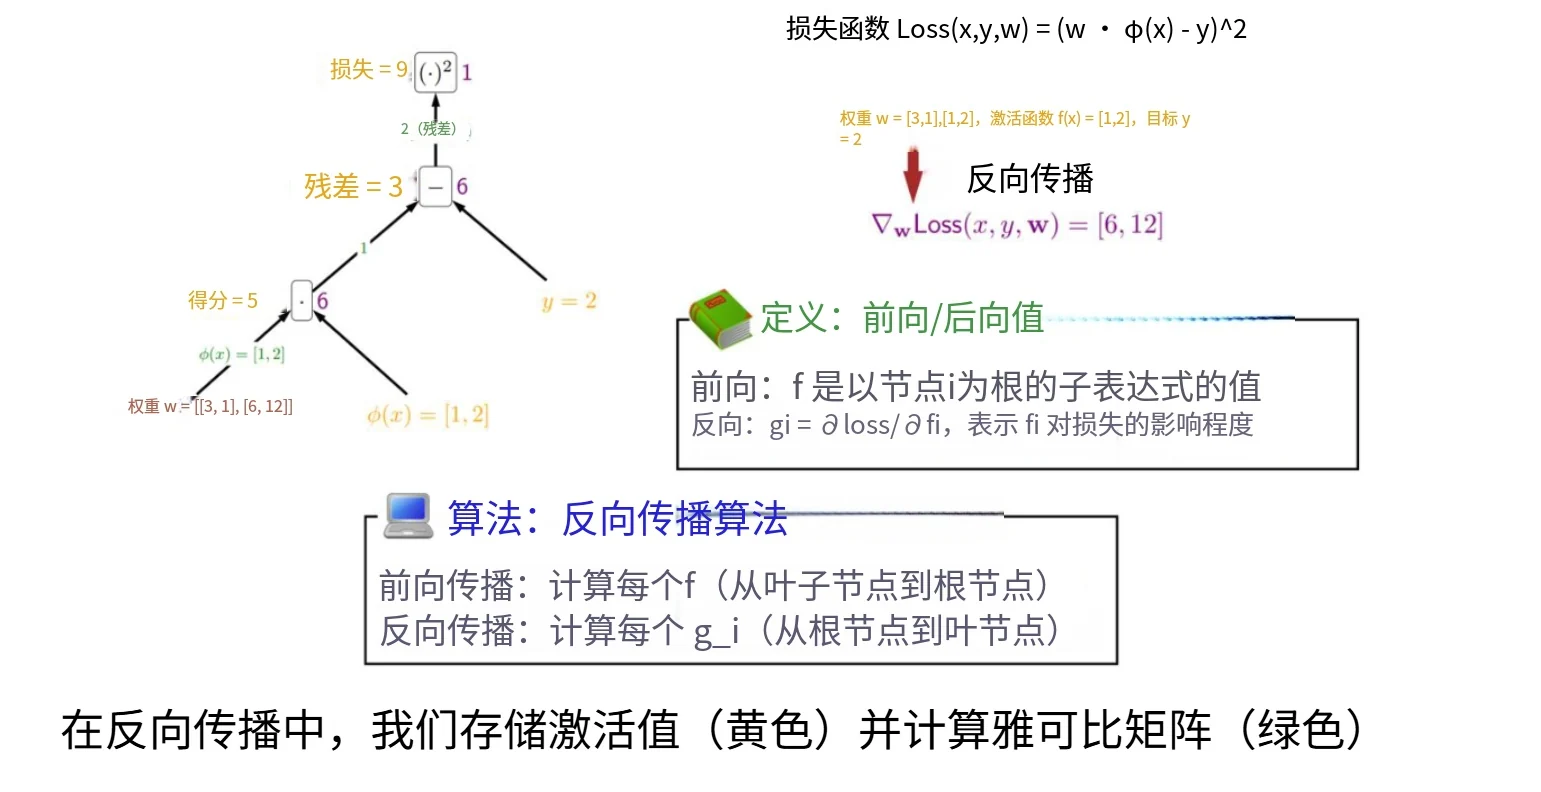 损失函数 Loss(x,y,w) = (w · ϕ(x) - y)^2
损失 = 9
(·)² 1
2（残差）
权重 w = [3,1],[1,2]，激活函数 f(x) = [1,2]，目标 y
= 2
反向传播
残差 = 3
− 6
∇wLoss(x, y, w) = [6, 12]
1
得分 = 5
· 6
y = 2
定义：前向/后向值
ϕ(x) = [1, 2]
权重 w = [[3, 1], [6, 12]]
ϕ(x) = [1, 2]
前向：f 是以节点i为根的子表达式的值
反向：gi = ∂loss/∂fi，表示 fi 对损失的影响程度
算法：反向传播算法
前向传播：计算每个f（从叶子节点到根节点）
反向传播：计算每个 g_i（从根节点到叶节点）
在反向传播中，我们存储激活值（黄色）并计算雅可比矩阵（绿色）